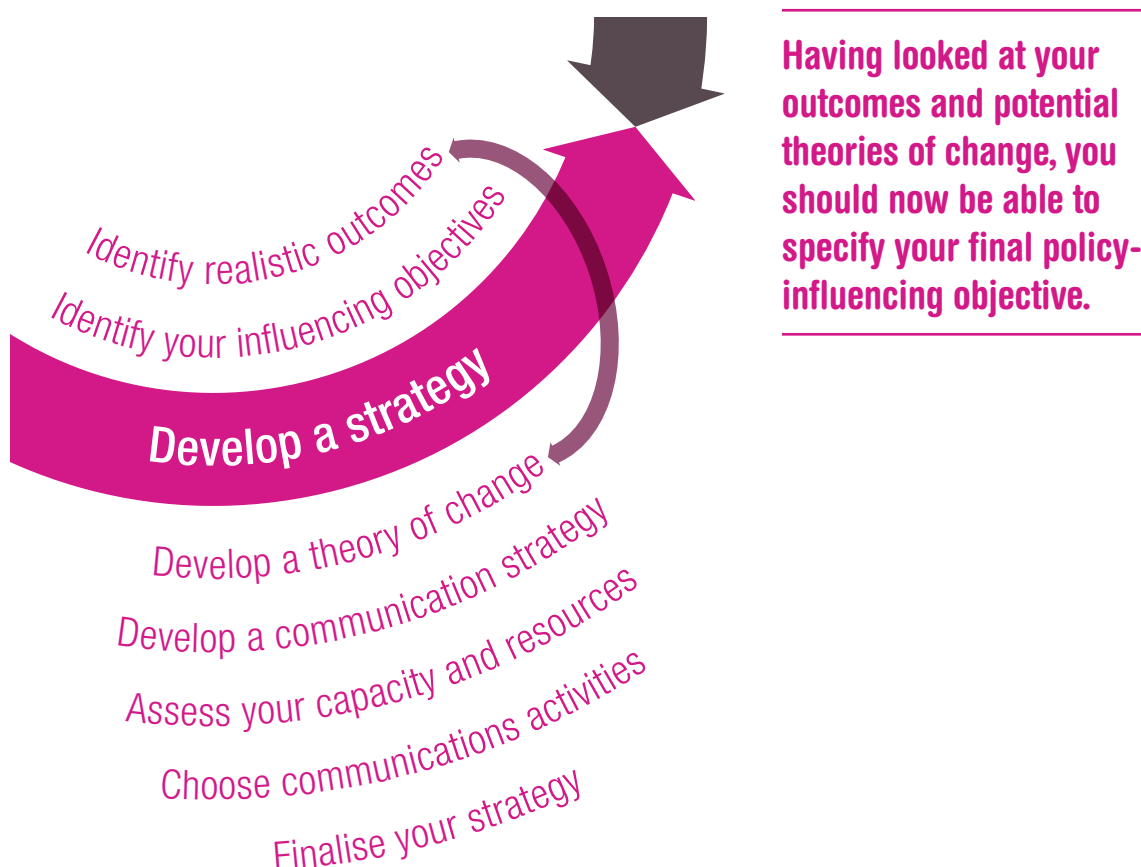 Identify realistic outcomes
Identify your influencing objectives
Develop a strategy
Develop a theory of change
Develop a communication strategy
Assess your capacity and resources
Choose communications activities
Finalise your strategy
Having looked at your
outcomes and potential
theories of change, you
should now be able to
specify your final policy-
influencing objective.